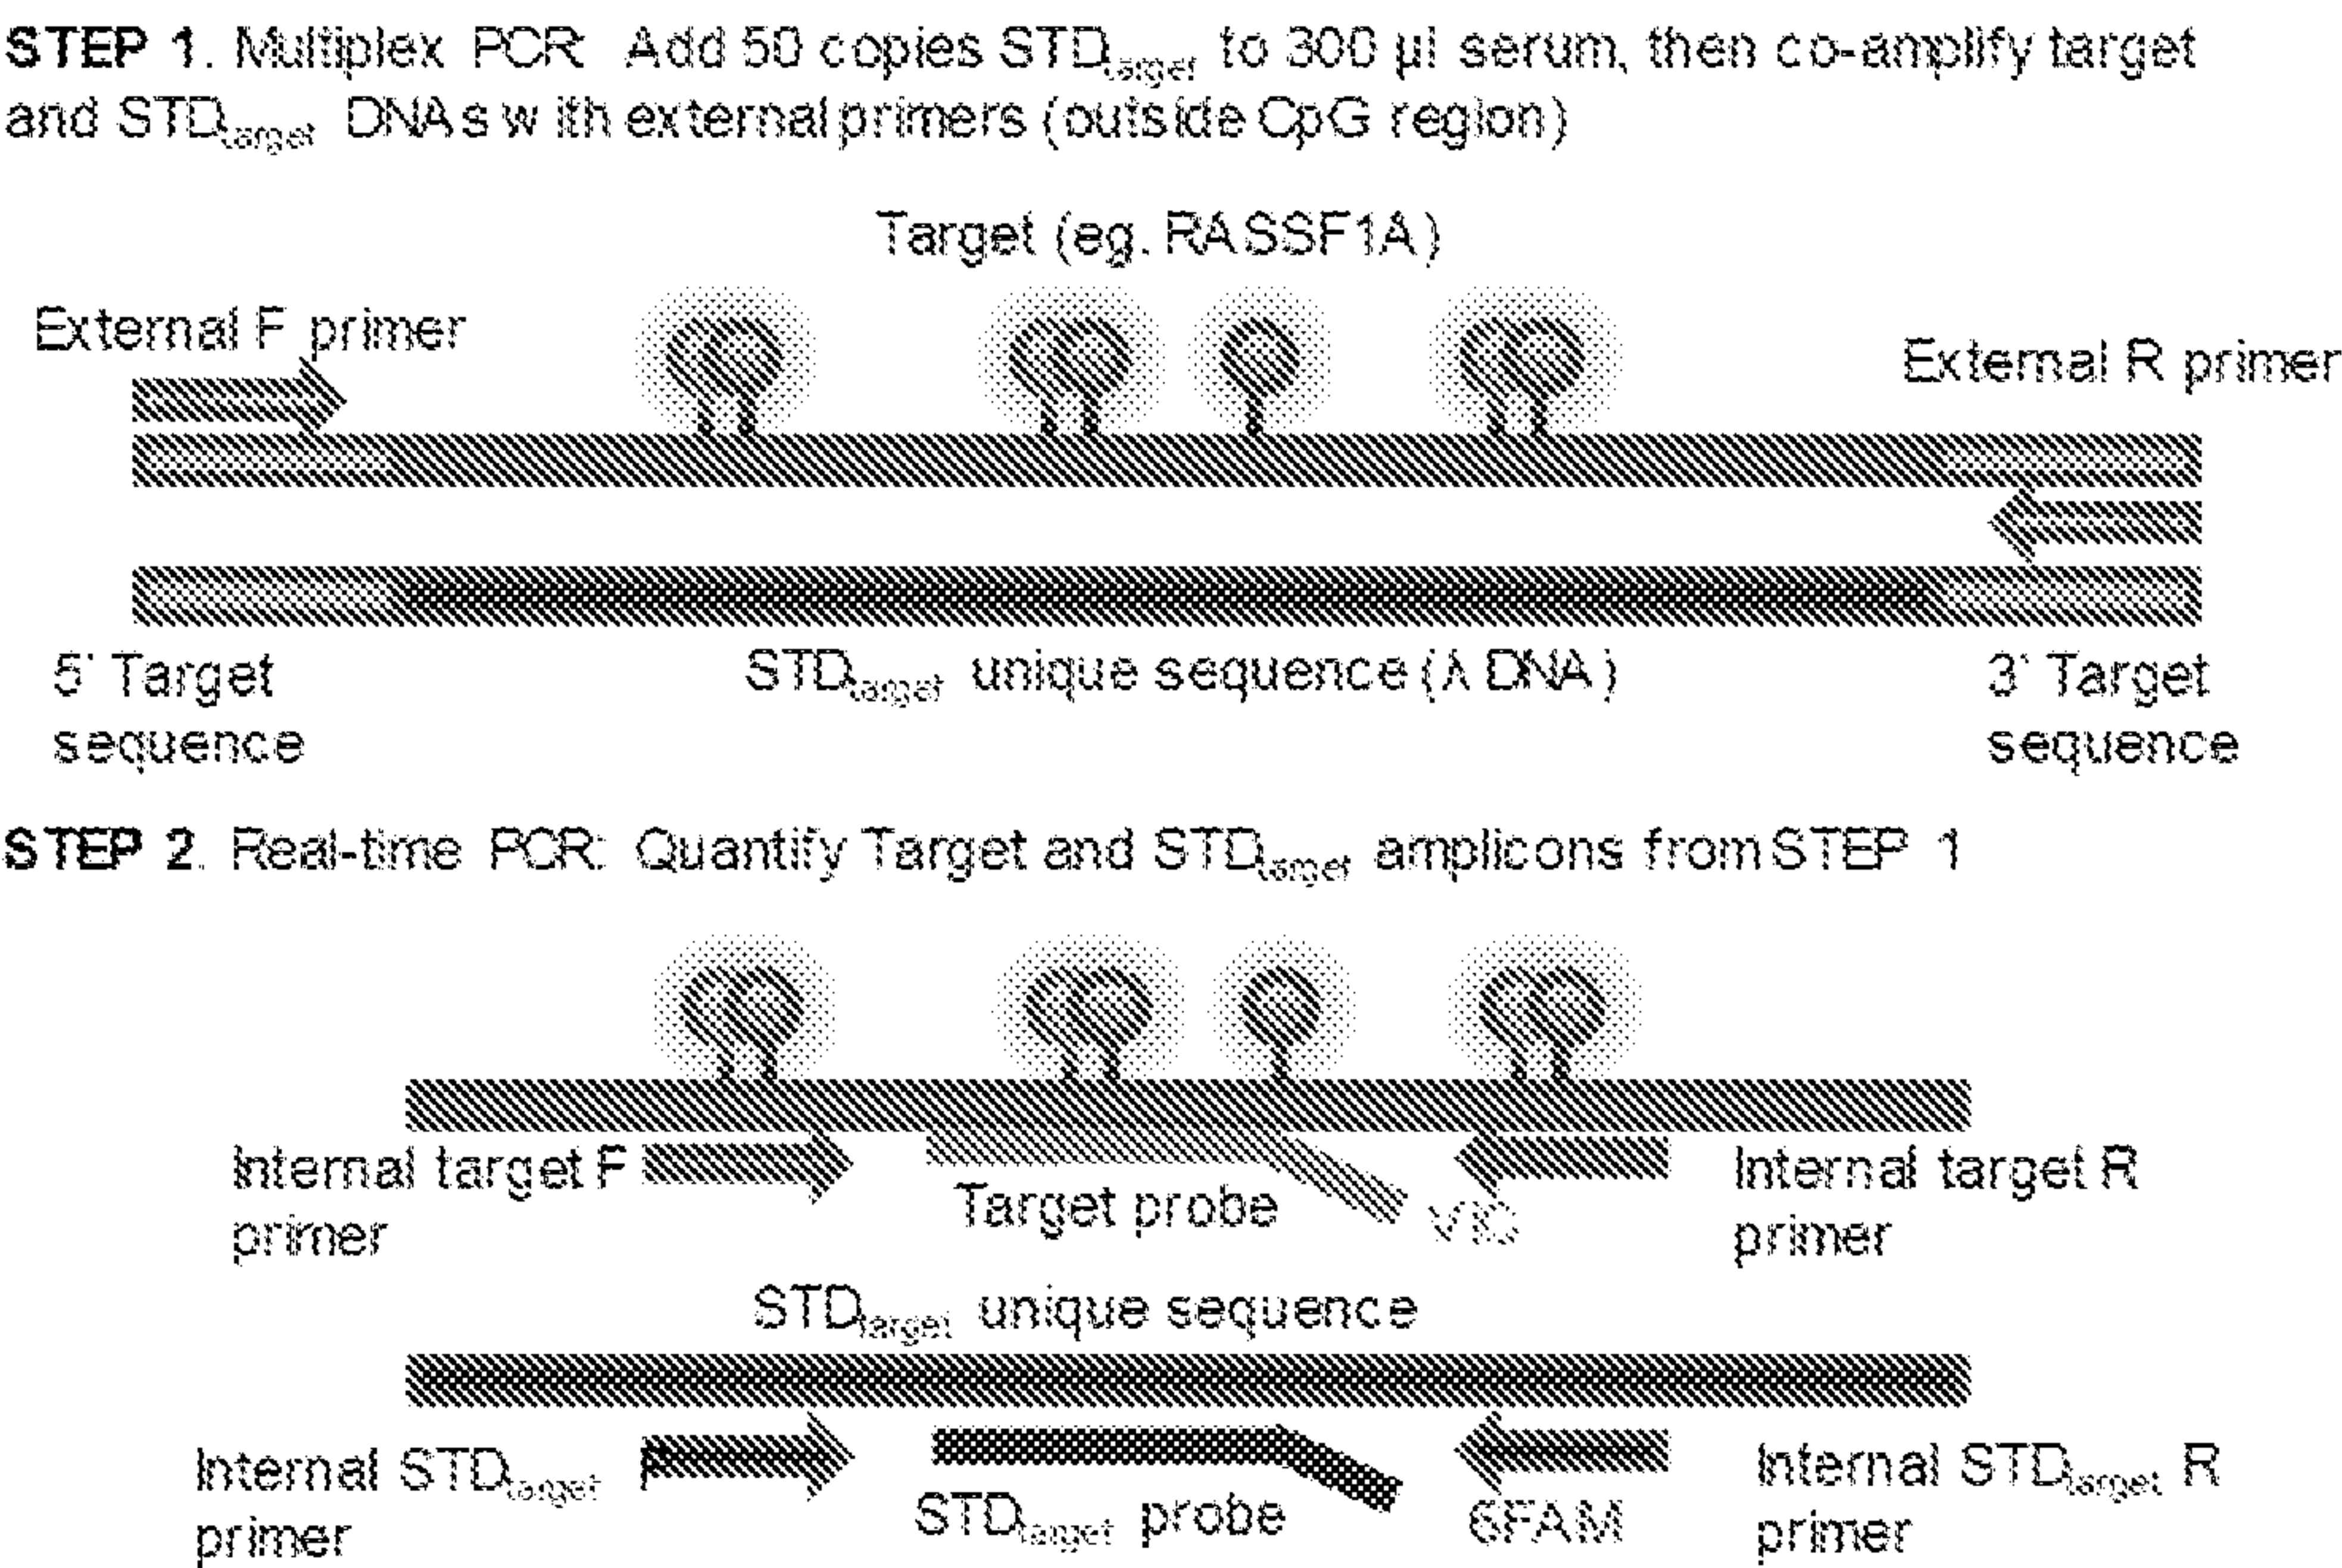 STEP 1. Multiplex PCR: Add 50 copies STDtarget to 300 μl serum, then co-amplify target
and STDtarget DNAs with external primers (outside CpG region)
Target (eg. RASSF1A)
External F primer
External R primer
5' Target
sequence
STDtarget unique sequence (λ DNA)
3' Target
sequence
STEP 2. Real-time PCR: Quantify Target and STDtarget amplicons from STEP 1
Internal target F
primer
Target probe
VIC
Internal target R
primer
STDtarget unique sequence
Internal STDtarget F
primer
STDtarget probe
6FAM
Internal STDtarget R
primer